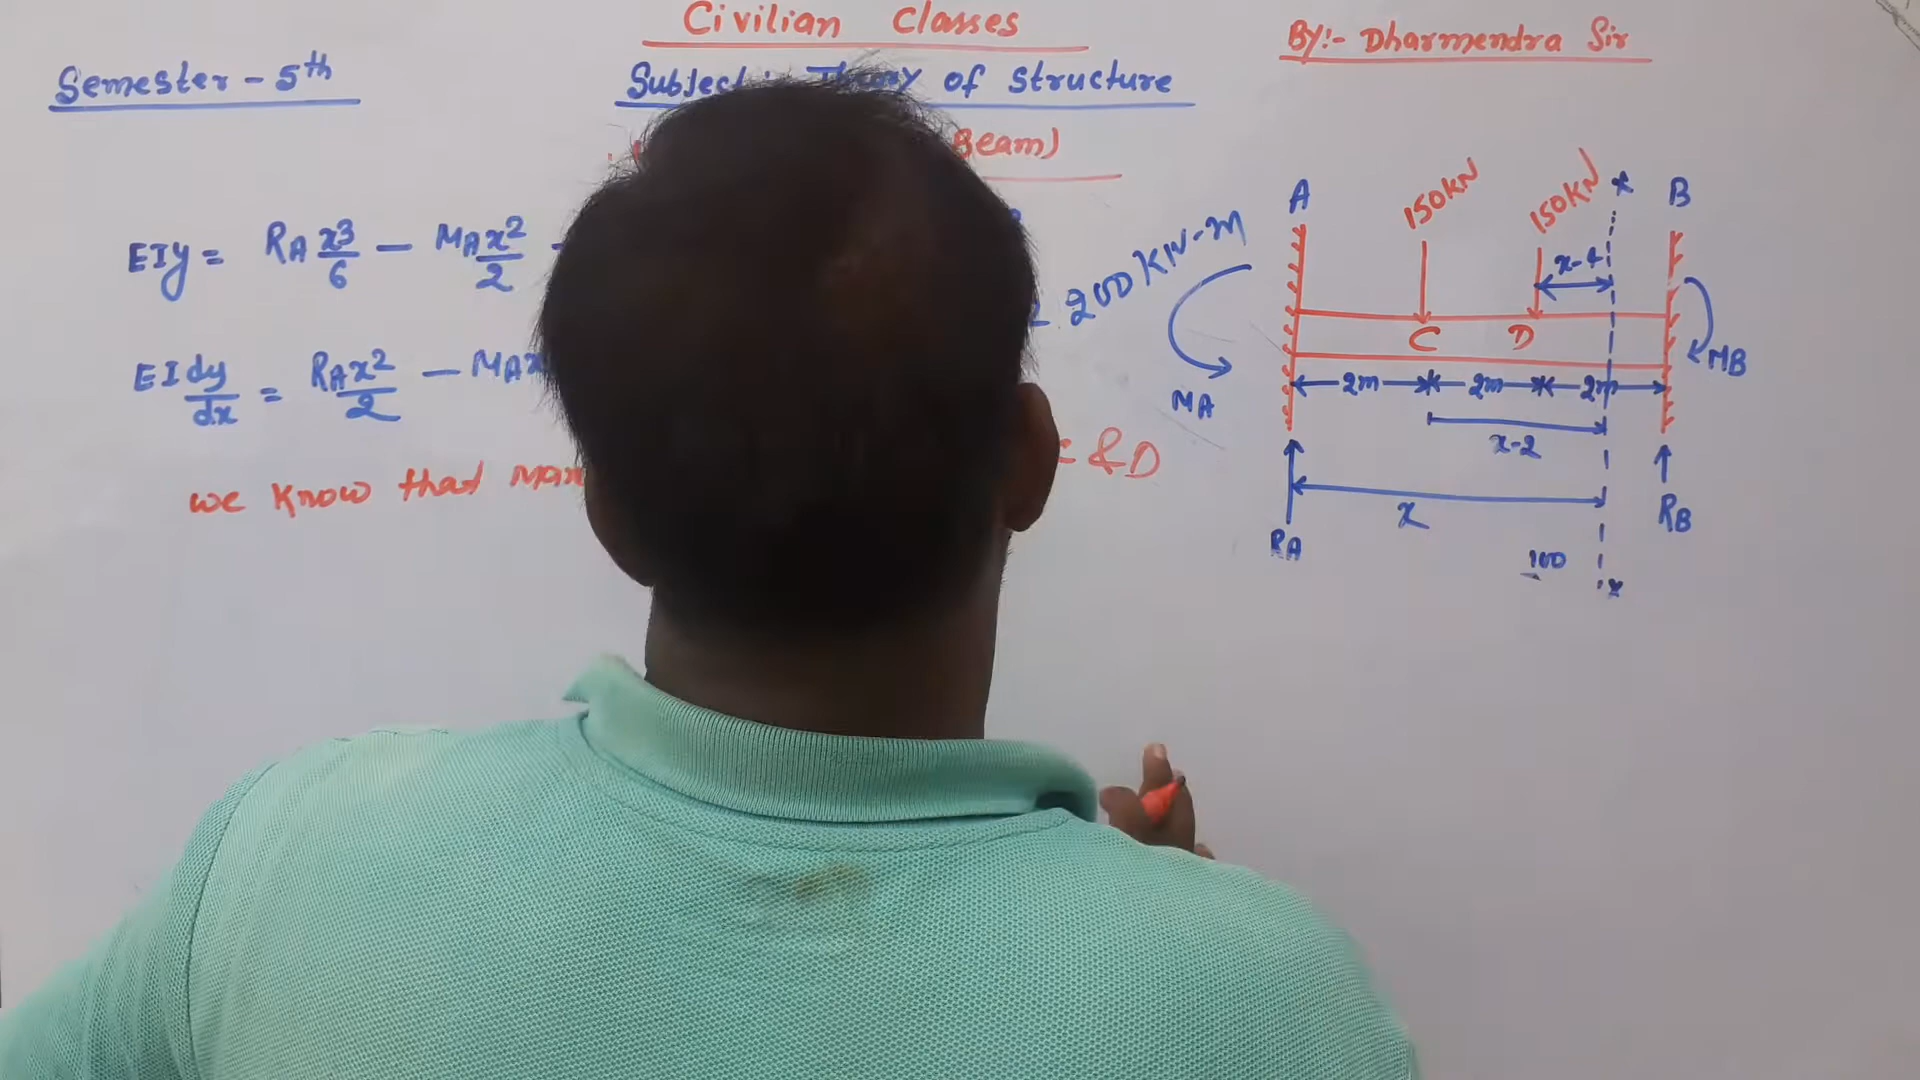 Civilian Classes
By:- Dharmendra Sir
Semester - 5th
Subject : Theory of Structure
Beam)
EIy = RA x³/6 - MA x²/2 -
EI dy/dx = RA x²/2 - MAx
we know that
C & D
200 KN-m
A
150KN
150KN
x
B
x-4
C
D
MA
MB
2m
2m
2m
x-2
x
RA
RB
100
x